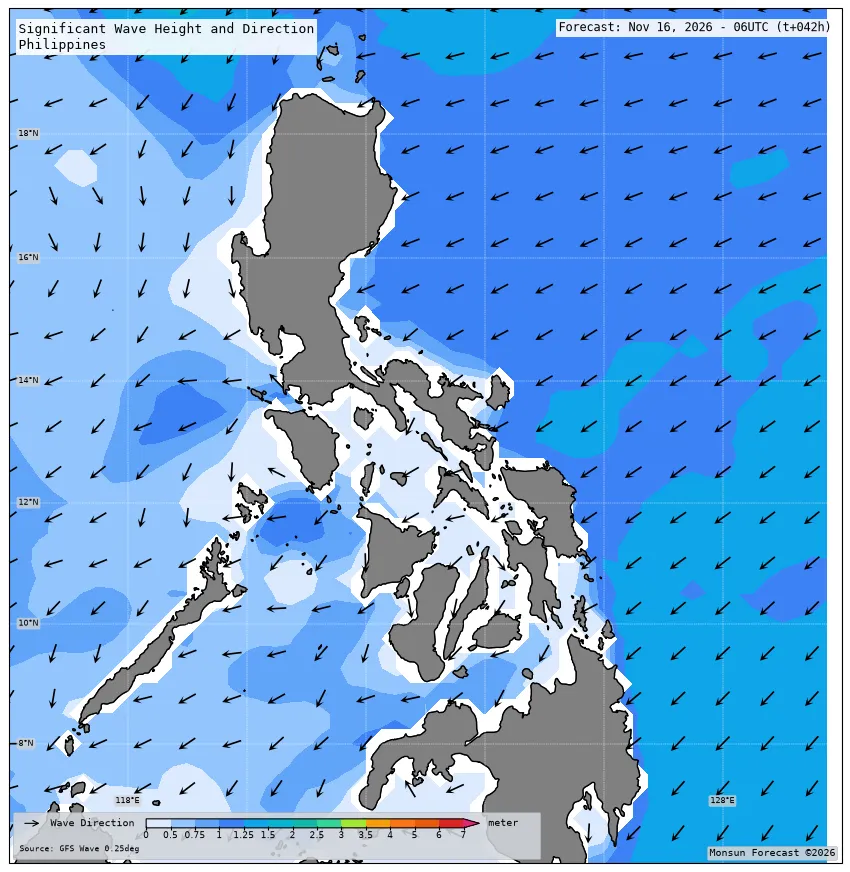 Significant Wave Height and Direction
Philippines
Forecast: Nov 16, 2026 - 06UTC (t+042h)
18°N
16°N
14°N
12°N
10°N
8°N
118°E
128°E
Wave Direction
meter
0 0.5 0.75 1 1.25 1.5 2 2.5 3 3.5 4 5 6 7
Source: GFS Wave 0.25deg
Monsun Forecast ©2026